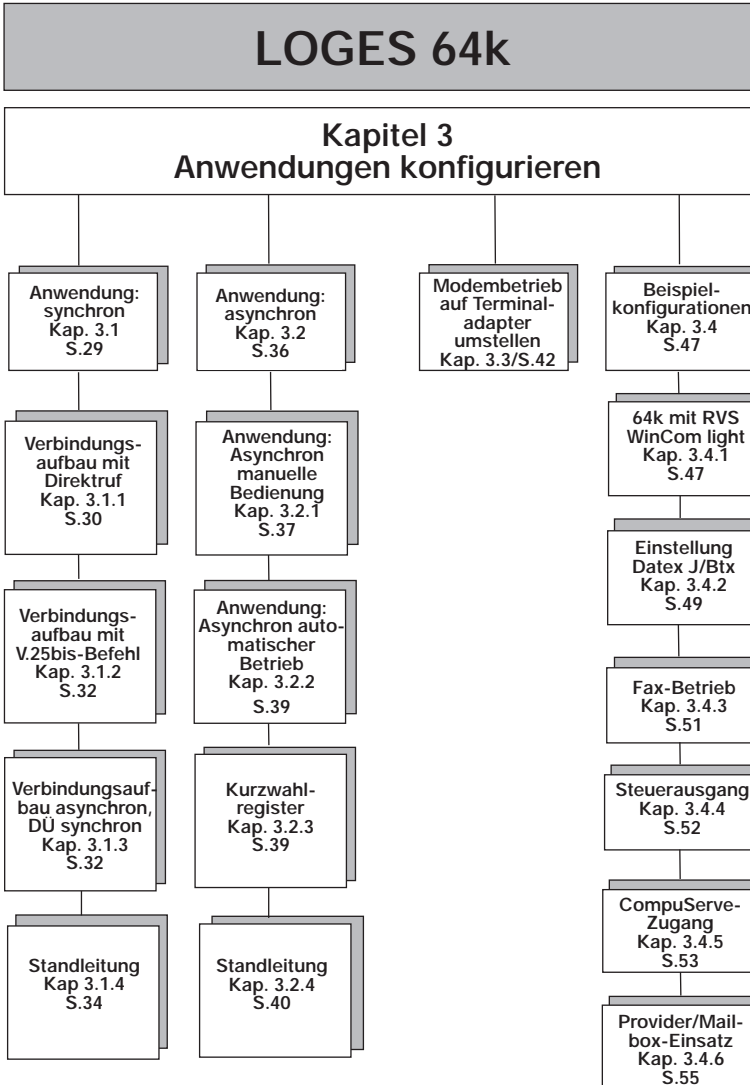 LOGES 64k
Kapitel 3
Anwendungen konfigurieren
Anwendung:
synchron
Kap. 3.1
S.29
Verbindungs-
aufbau mit
Direktruf
Kap. 3.1.1
S.30
Verbindungs-
aufbau mit
V.25bis-Befehl
Kap. 3.1.2
S.32
Verbindungsauf-
bau asynchron,
DÜ synchron
Kap. 3.1.3
S.32
Standleitung
Kap 3.1.4
S.34
Anwendung:
asynchron
Kap. 3.2
S.36
Anwendung:
Asynchron
manuelle
Bedienung
Kap. 3.2.1
S.37
Anwendung:
Asynchron auto-
matischer
Betrieb
Kap. 3.2.2
S.39
Kurzwahl-
register
Kap. 3.2.3
S.39
Standleitung
Kap. 3.2.4
S.40
Modembetrieb
auf Terminal-
adapter
umstellen
Kap. 3.3/S.42
Beispiel-
konfigurationen
Kap. 3.4
S.47
64k mit RVS
WinCom light
Kap. 3.4.1
S.47
Einstellung
Datex J/Btx
Kap. 3.4.2
S.49
Fax-Betrieb
Kap. 3.4.3
S.51
Steuerausgang
Kap. 3.4.4
S.52
CompuServe-
Zugang
Kap. 3.4.5
S.53
Provider/Mail-
box-Einsatz
Kap. 3.4.6
S.55